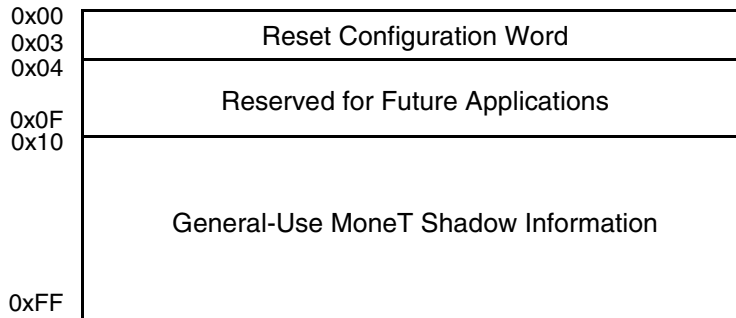 0x00
0x03
Reset Configuration Word
0x04
Reserved for Future Applications
0x0F
0x10
General-Use MoneT Shadow Information
0xFF